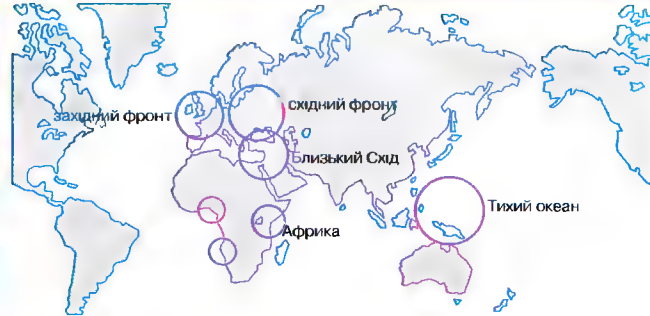 східний фронт
західний фронт
Близький Схід
Тихий океан
Африка